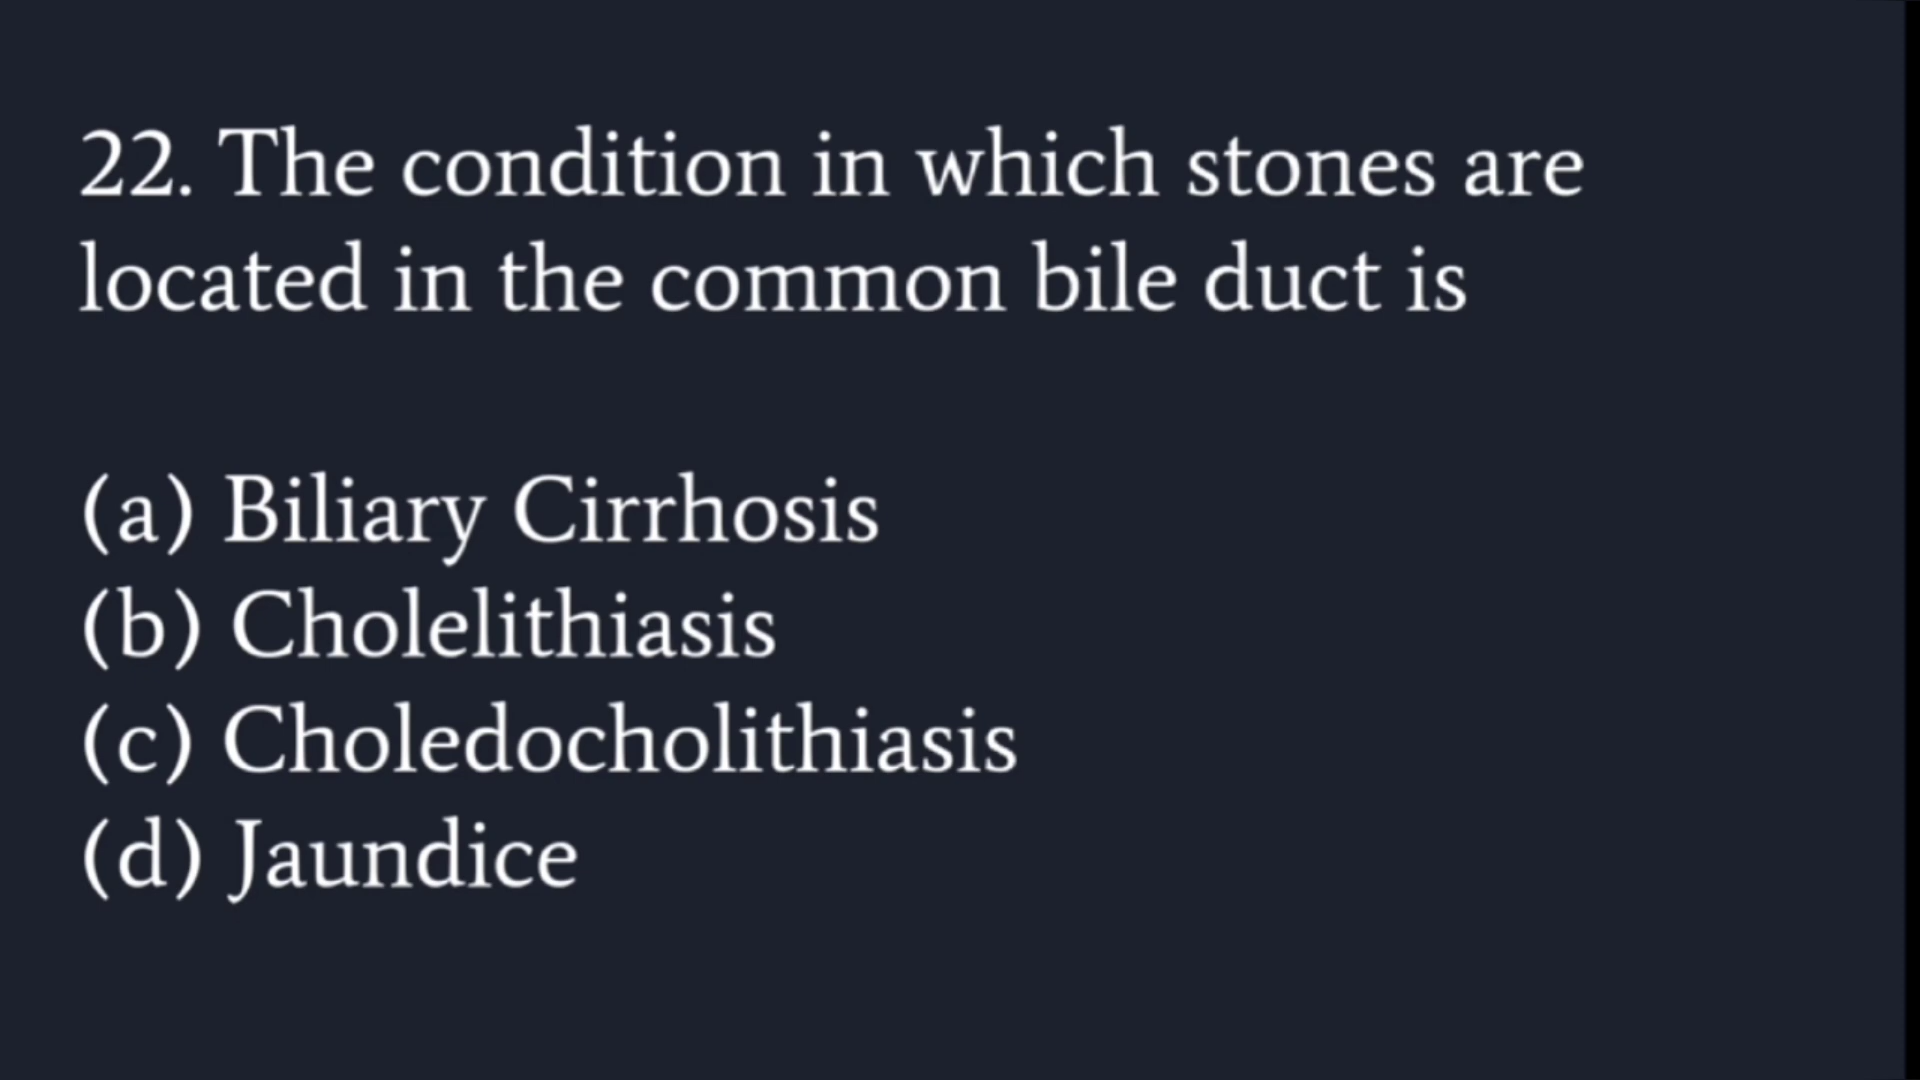 22. The condition in which stones are
located in the common bile duct is
(a) Biliary Cirrhosis
(b) Cholelithiasis
(c) Choledocholithiasis
(d) Jaundice